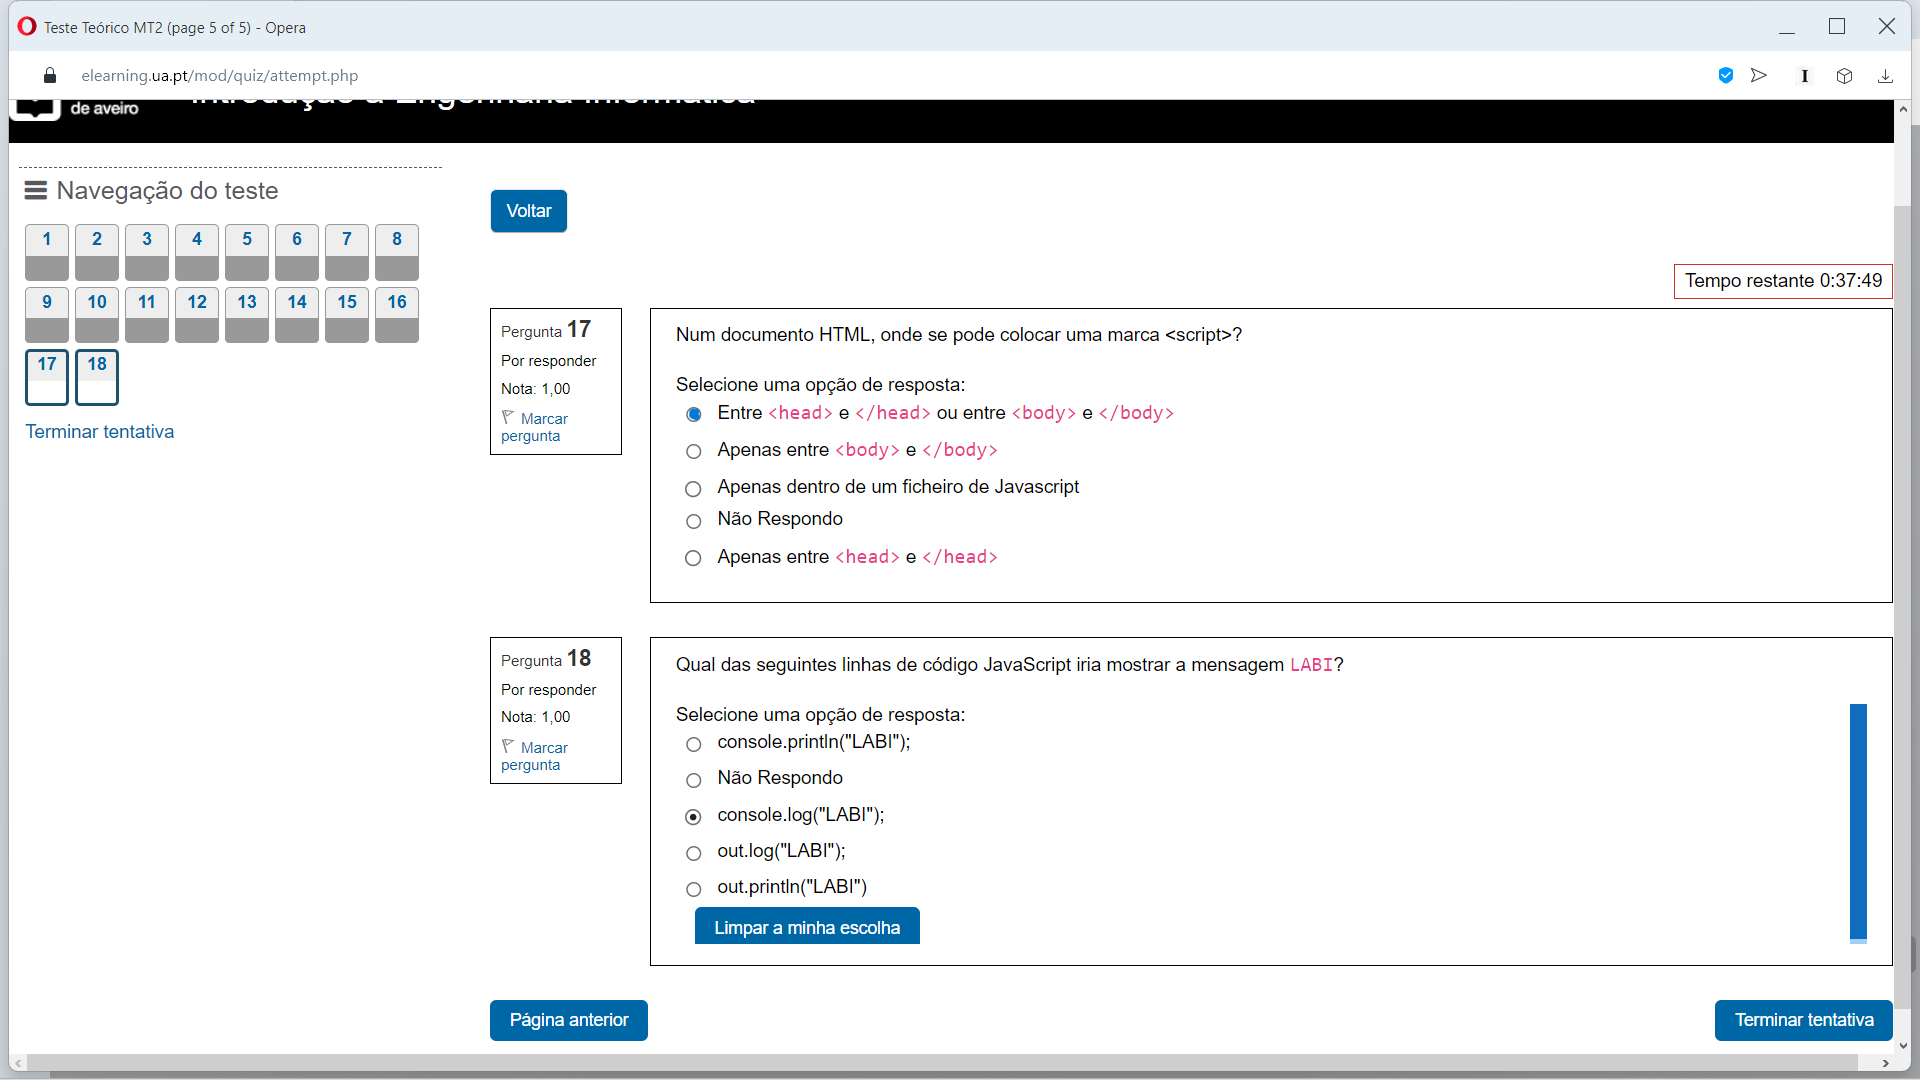 Teste Teórico MT2 (page 5 of 5) - Opera
elearning.ua.pt/mod/quiz/attempt.php
de aveiro
Introdução à Engenharia Informática
Navegação do teste
1 2 3 4 5 6 7 8
9 10 11 12 13 14 15 16
17 18
Terminar tentativa
Voltar
Tempo restante 0:37:49
Pergunta 17
Por responder
Nota: 1,00
Marcar
pergunta
Num documento HTML, onde se pode colocar uma marca <script>?
Selecione uma opção de resposta:
Entre <head> e </head> ou entre <body> e </body>
Apenas entre <body> e </body>
Apenas dentro de um ficheiro de Javascript
Não Respondo
Apenas entre <head> e </head>
Pergunta 18
Por responder
Nota: 1,00
Marcar
pergunta
Qual das seguintes linhas de código JavaScript iria mostrar a mensagem LABI?
Selecione uma opção de resposta:
console.println("LABI");
Não Respondo
console.log("LABI");
out.log("LABI");
out.println("LABI")
Limpar a minha escolha
Página anterior
Terminar tentativa